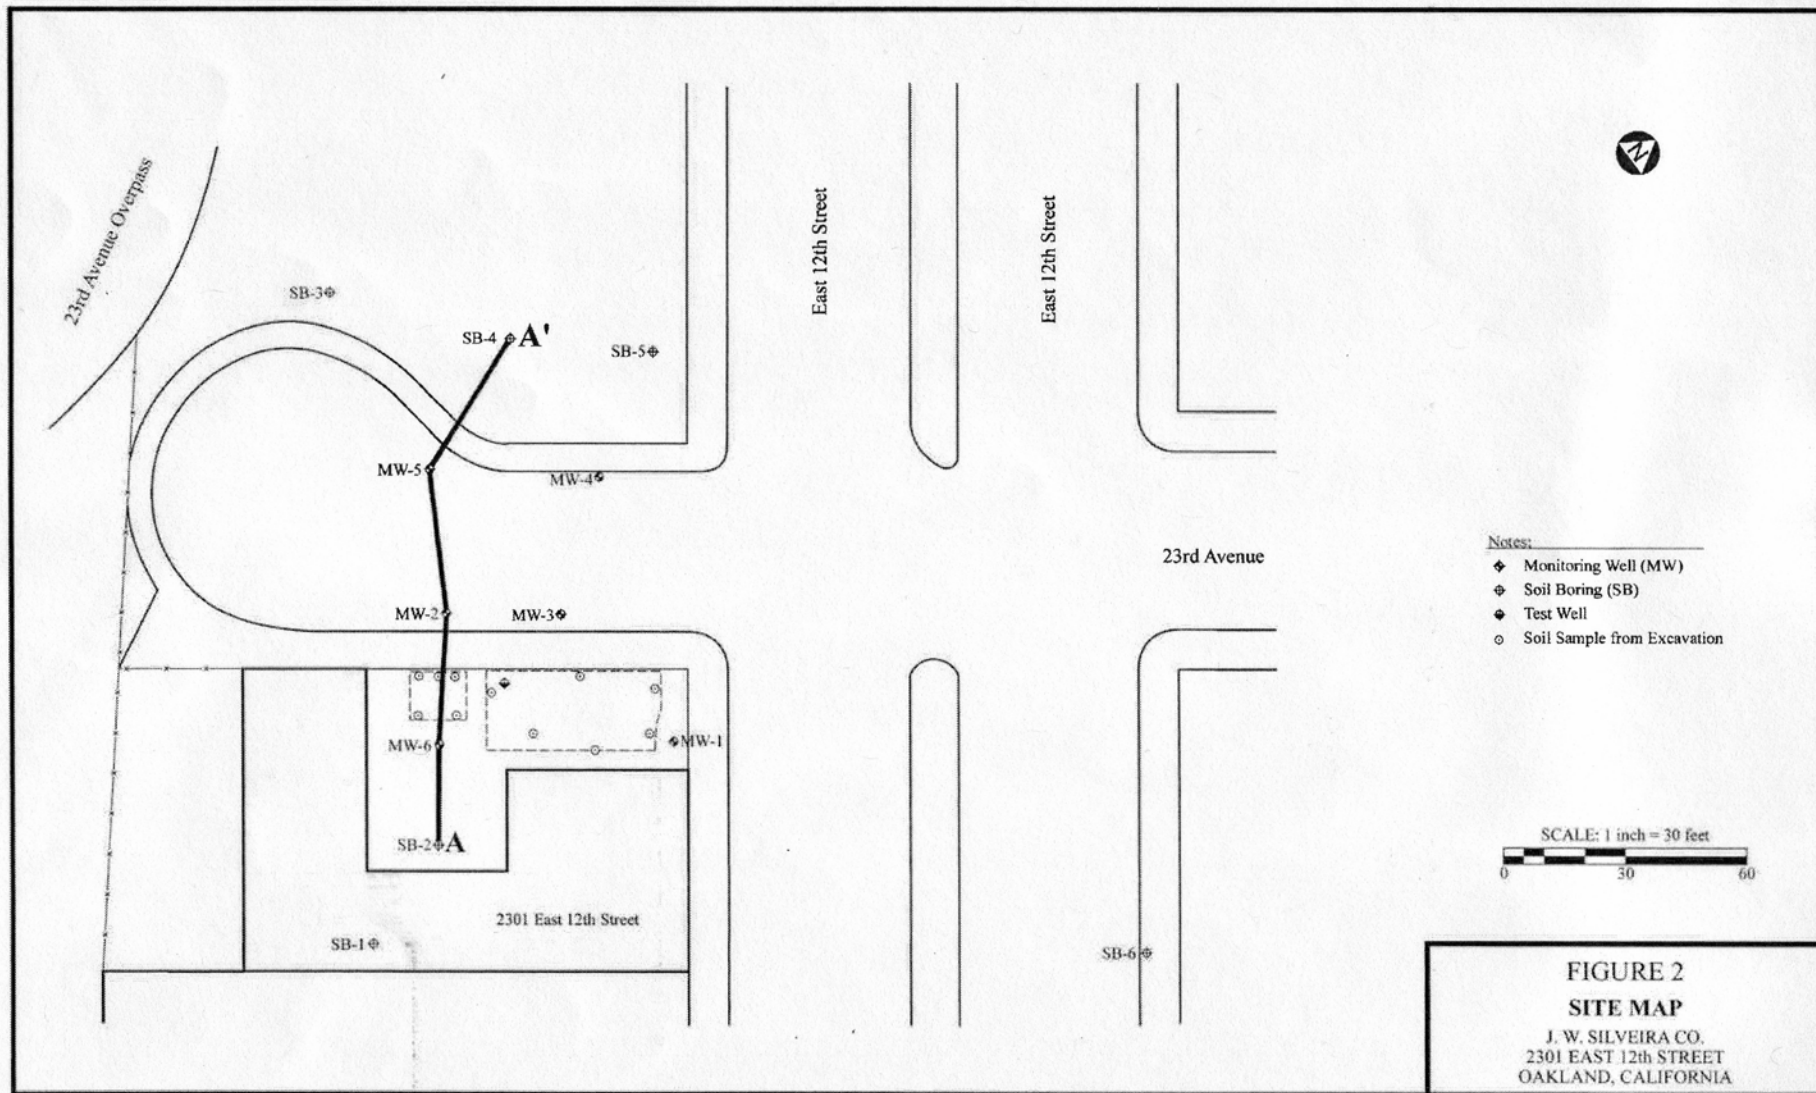 23rd Avenue Overpass
East 12th Street
East 12th Street
N
SB-3
SB-4
A'
SB-5
MW-5
MW-4
23rd Avenue
MW-2
MW-3
MW-6
MW-1
SB-2
A
2301 East 12th Street
SB-1
SB-6
Notes:
Monitoring Well (MW)
Soil Boring (SB)
Test Well
Soil Sample from Excavation
SCALE: 1 inch = 30 feet
0 30 60
FIGURE 2
SITE MAP
J. W. SILVEIRA CO.
2301 EAST 12th STREET
OAKLAND, CALIFORNIA